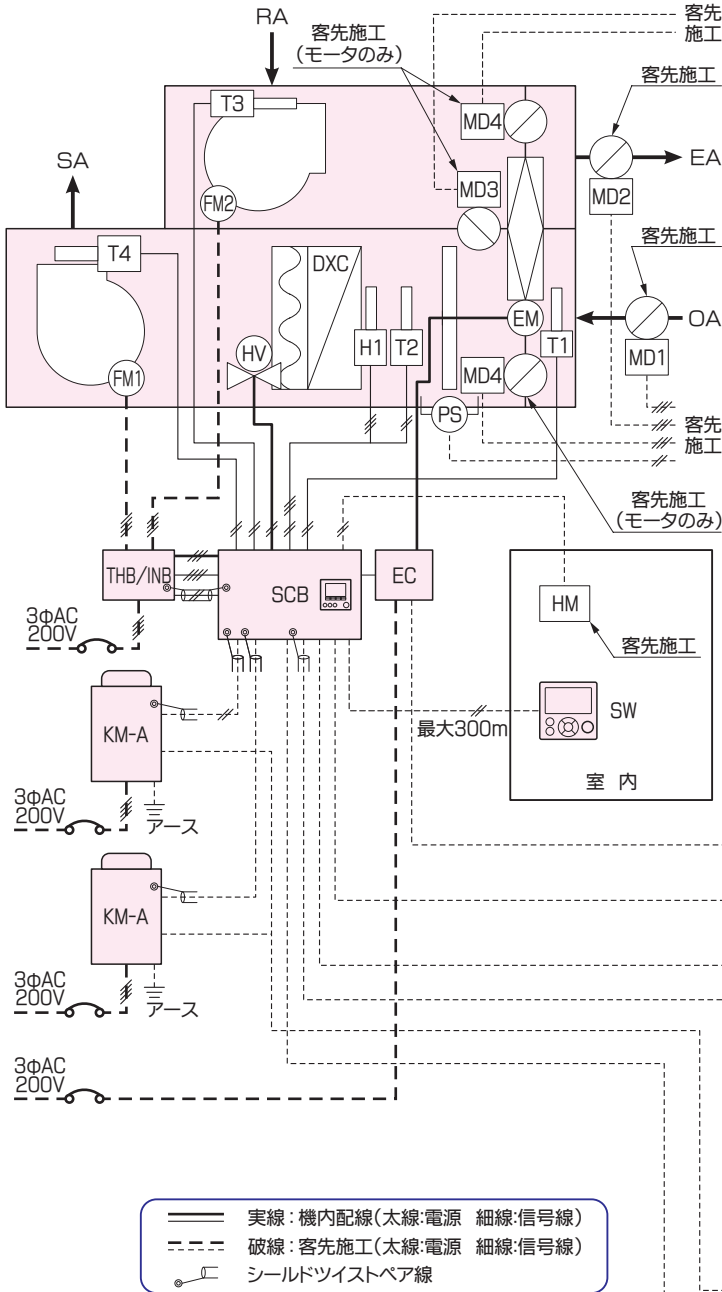 RA
客先施工
(モータのみ)
客先
施工
客先施工
T3
MD4
SA
FM2
MD3
MD2
EA
客先施工
T4
DXC
OA
EM
HV
H1
T2
T1
MD1
FM1
MD4
PS
客先
施工
客先施工
(モータのみ)
THB/INB
SCB
EC
HM
客先施工
3φAC
200V
KM-A
SW
最大300m
室 内
3φAC
200V
アース
KM-A
3φAC
200V
アース
3φAC
200V
実線:機内配線(太線:電源 細線:信号線)
破線:客先施工(太線:電源 細線:信号線)
シールドツイストペア線